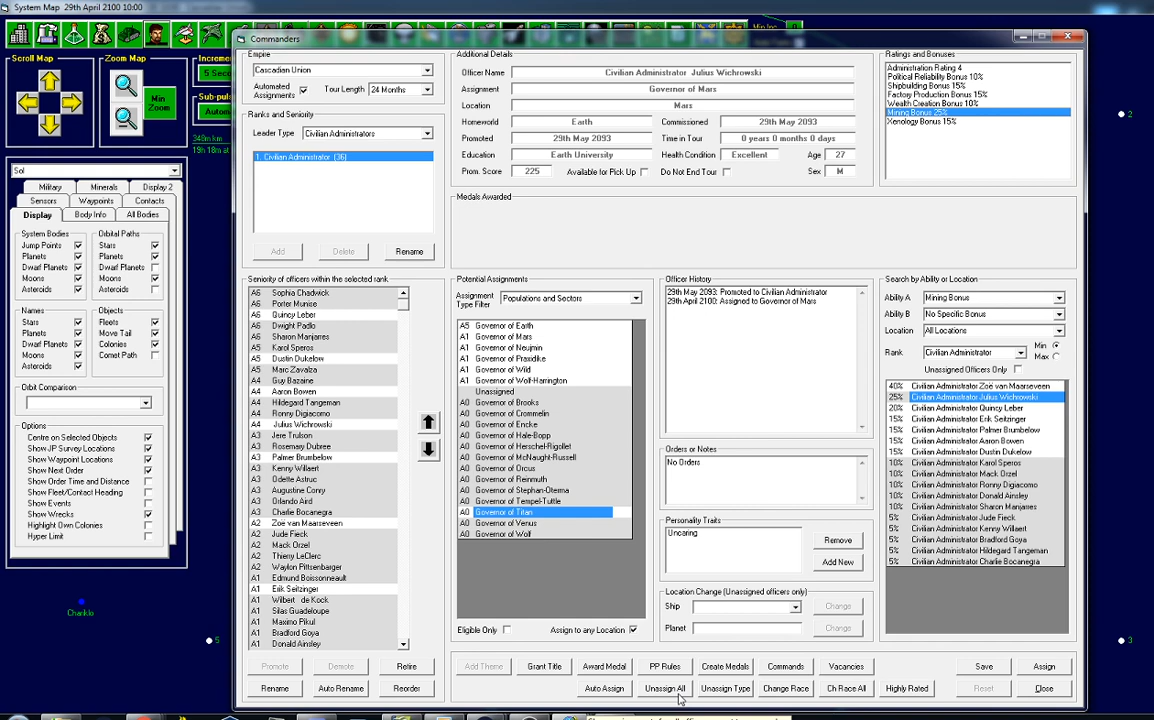 System Map 29th April 2100 10:00
Commanders
Scroll Map
Zoom Map
Min Zoom
348m km
Sol
Military
Minerals
Display 2
Sensors
Waypoints
Contacts
Display
Body Info
All Bodies
System Bodies
Orbital Paths
Jump Points
Stars
Planets
Planets
Dwarf Planets
Dwarf Planets
Moons
Moons
Asteroids
Asteroids
Names
Objects
Stars
Fleets
Planets
Move Tail
Dwarf Planets
Colonies
Moons
Comet Path
Asteroids
Orbit Comparison
Options
Centre on Selected Objects
Show JP Survey Locations
Show Waypoint Locations
Show Next Order
Show Order Time and Distance
Show Fleet/Contact Heading
Show Events
Show Wrecks
Highlight Own Colonies
Hyper Limit
5
2
3
Empire
Cascadian Union
Automated Assignments
Tour Length
24 Months
Ranks and Seniority
Leader Type
Civilian Administrators
1. Civilian Administrator (36)
Add
Delete
Rename
Additional Details
Officer Name
Civilian Administrator Julius Wichrowski
Assignment
Governor of Mars
Location
Mars
Homeworld
Earth
Commissioned
29th May 2093
Promoted
29th May 2093
Time in Tour
0 years 0 months 0 days
Education
Earth University
Health Condition
Excellent
Age
27
Prom. Score
225
Available for Pick Up
Do Not End Tour
Sex
M
Ratings and Bonuses
Administration Rating 4
Political Reliability Bonus 10%
Shipbuilding Bonus 15%
Factory Production Bonus 15%
Wealth Creation Bonus 10%
Mining Bonus 25%
Xenology Bonus 15%
Medals Awarded
Seniority of officers within the selected rank
A6 Sophia Chadwick
A6 Porter Munise
A6 Quincy Leber
A6 Dwight Padlo
A6 Sharon Manjares
A5 Karol Speros
A5 Dustin Dukelow
A5 Marc Zavalza
A4 Guy Bazaine
A4 Aaron Bowen
A4 Hildegard Tangeman
A4 Ronny Digiacomo
A4 Julius Wichrowski
A3 Jere Trulson
A3 Rosemary Dubree
A3 Palmer Brumbelow
A3 Kenny Willaert
A3 Odette Astruc
A3 Augustine Conry
A3 Orlando Aird
A3 Charlie Bocanegra
A2 Zoë van Maarseveen
A2 Jude Fieck
A2 Mack Orzel
A2 Thierry LeClerc
A2 Waylon Pittsenbarger
A1 Edmund Boissonneault
A1 Erik Seitzinger
A1 Wilbert de Kock
A1 Silas Guadeloupe
A1 Maximo Pikul
A1 Bradford Goya
A1 Donald Ainsley
Potential Assignments
Assignment Type Filter
Populations and Sectors
A5 Governor of Earth
A1 Governor of Mars
A1 Governor of Neujmin
A1 Governor of Praxidike
A1 Governor of Wild
A1 Governor of Wolf-Harrington
Unassigned
A0 Governor of Brooks
A0 Governor of Crommelin
A0 Governor of Encke
A0 Governor of Hale-Bopp
A0 Governor of Herschel-Rigollet
A0 Governor of McNaught-Russell
A0 Governor of Orcus
A0 Governor of Reinmuth
A0 Governor of Stephan-Oterma
A0 Governor of Tempel-Tuttle
A0 Governor of Titan
A0 Governor of Venus
A0 Governor of Wolf
Eligible Only
Assign to any Location
Officer History
29th May 2093: Promoted to Civilian Administrator
29th April 2100: Assigned to Governor of Mars
Orders or Notes
No Orders
Personality Traits
Uncaring
Remove
Add New
Location Change (Unassigned officers only)
Ship
Change
Planet
Change
Search by Ability or Location
Ability A
Mining Bonus
Ability B
No Specific Bonus
Location
All Locations
Rank
Civilian Administrator
Min
Max
Unassigned Officers Only
40% Civilian Administrator Zoë van Maarseveen
25% Civilian Administrator Julius Wichrowski
20% Civilian Administrator Quincy Leber
15% Civilian Administrator Erik Seitzinger
15% Civilian Administrator Palmer Brumbelow
15% Civilian Administrator Aaron Bowen
15% Civilian Administrator Dustin Dukelow
10% Civilian Administrator Karol Speros
10% Civilian Administrator Mack Orzel
10% Civilian Administrator Ronny Digiacomo
10% Civilian Administrator Donald Ainsley
10% Civilian Administrator Sharon Manjares
5% Civilian Administrator Jude Fieck
5% Civilian Administrator Kenny Willaert
5% Civilian Administrator Bradford Goya
5% Civilian Administrator Hildegard Tangeman
5% Civilian Administrator Charlie Bocanegra
Promote
Demote
Retire
Add Theme
Grant Title
Award Medal
PP Rules
Create Medals
Commands
Vacancies
Save
Assign
Rename
Auto Rename
Reorder
Auto Assign
Unassign All
Unassign Type
Change Race
Ch Race All
Highly Rated
Reset
Close